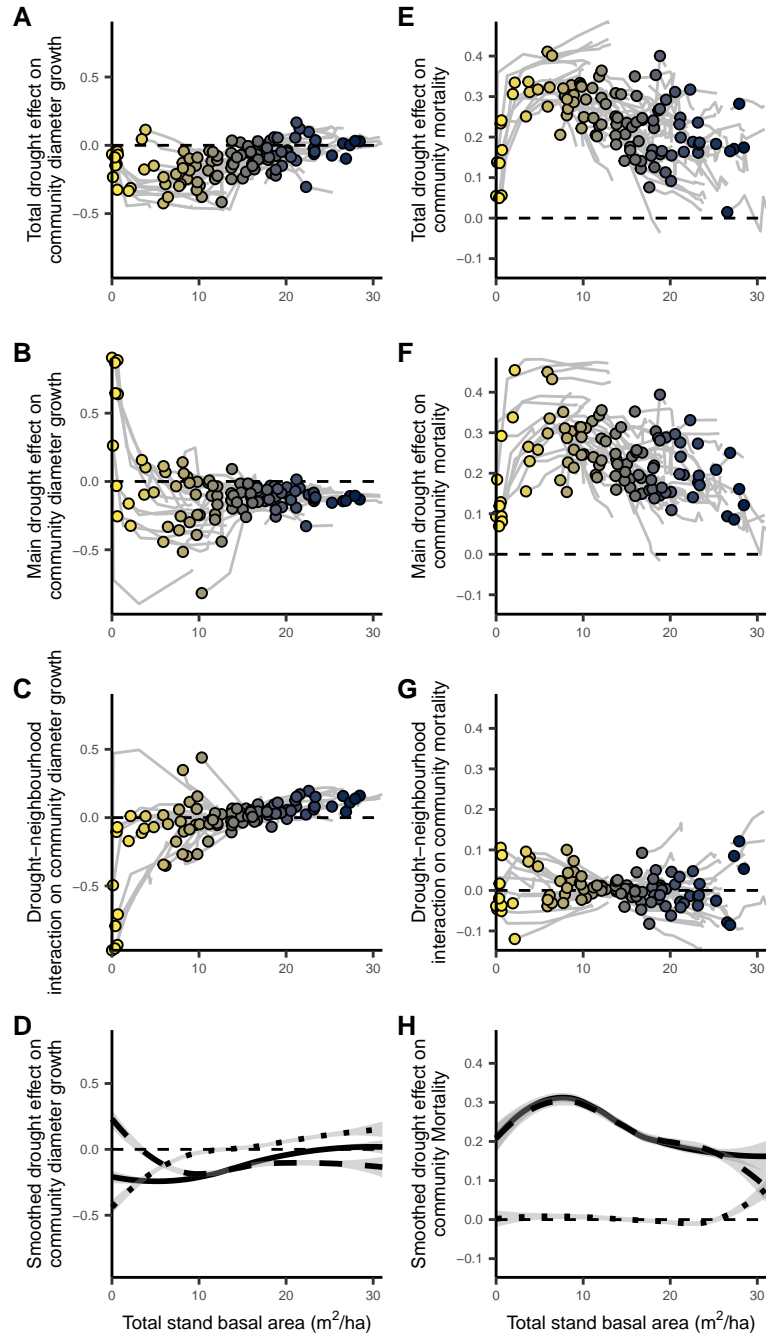 A
Total drought effect on
community diameter growth
0.5
0.0
−0.5
0 10 20 30
E
Total drought effect on
community mortality
0.4
0.3
0.2
0.1
0.0
−0.1
0 10 20 30
B
Main drought effect on
community diameter growth
0.5
0.0
−0.5
0 10 20 30
F
Main drought effect on
community mortality
0.4
0.3
0.2
0.1
0.0
−0.1
0 10 20 30
C
Drought−neighbourhood
interaction on community diameter growth
0.5
0.0
−0.5
0 10 20 30
G
Drought−neighbourhood
interaction on community mortality
0.4
0.3
0.2
0.1
0.0
−0.1
0 10 20 30
D
Smoothed drought effect on
community diameter growth
0.5
0.0
−0.5
0 10 20 30
Total stand basal area (m²/ha)
H
Smoothed drought effect on
community Mortality
0.4
0.3
0.2
0.1
0.0
−0.1
0 10 20 30
Total stand basal area (m²/ha)